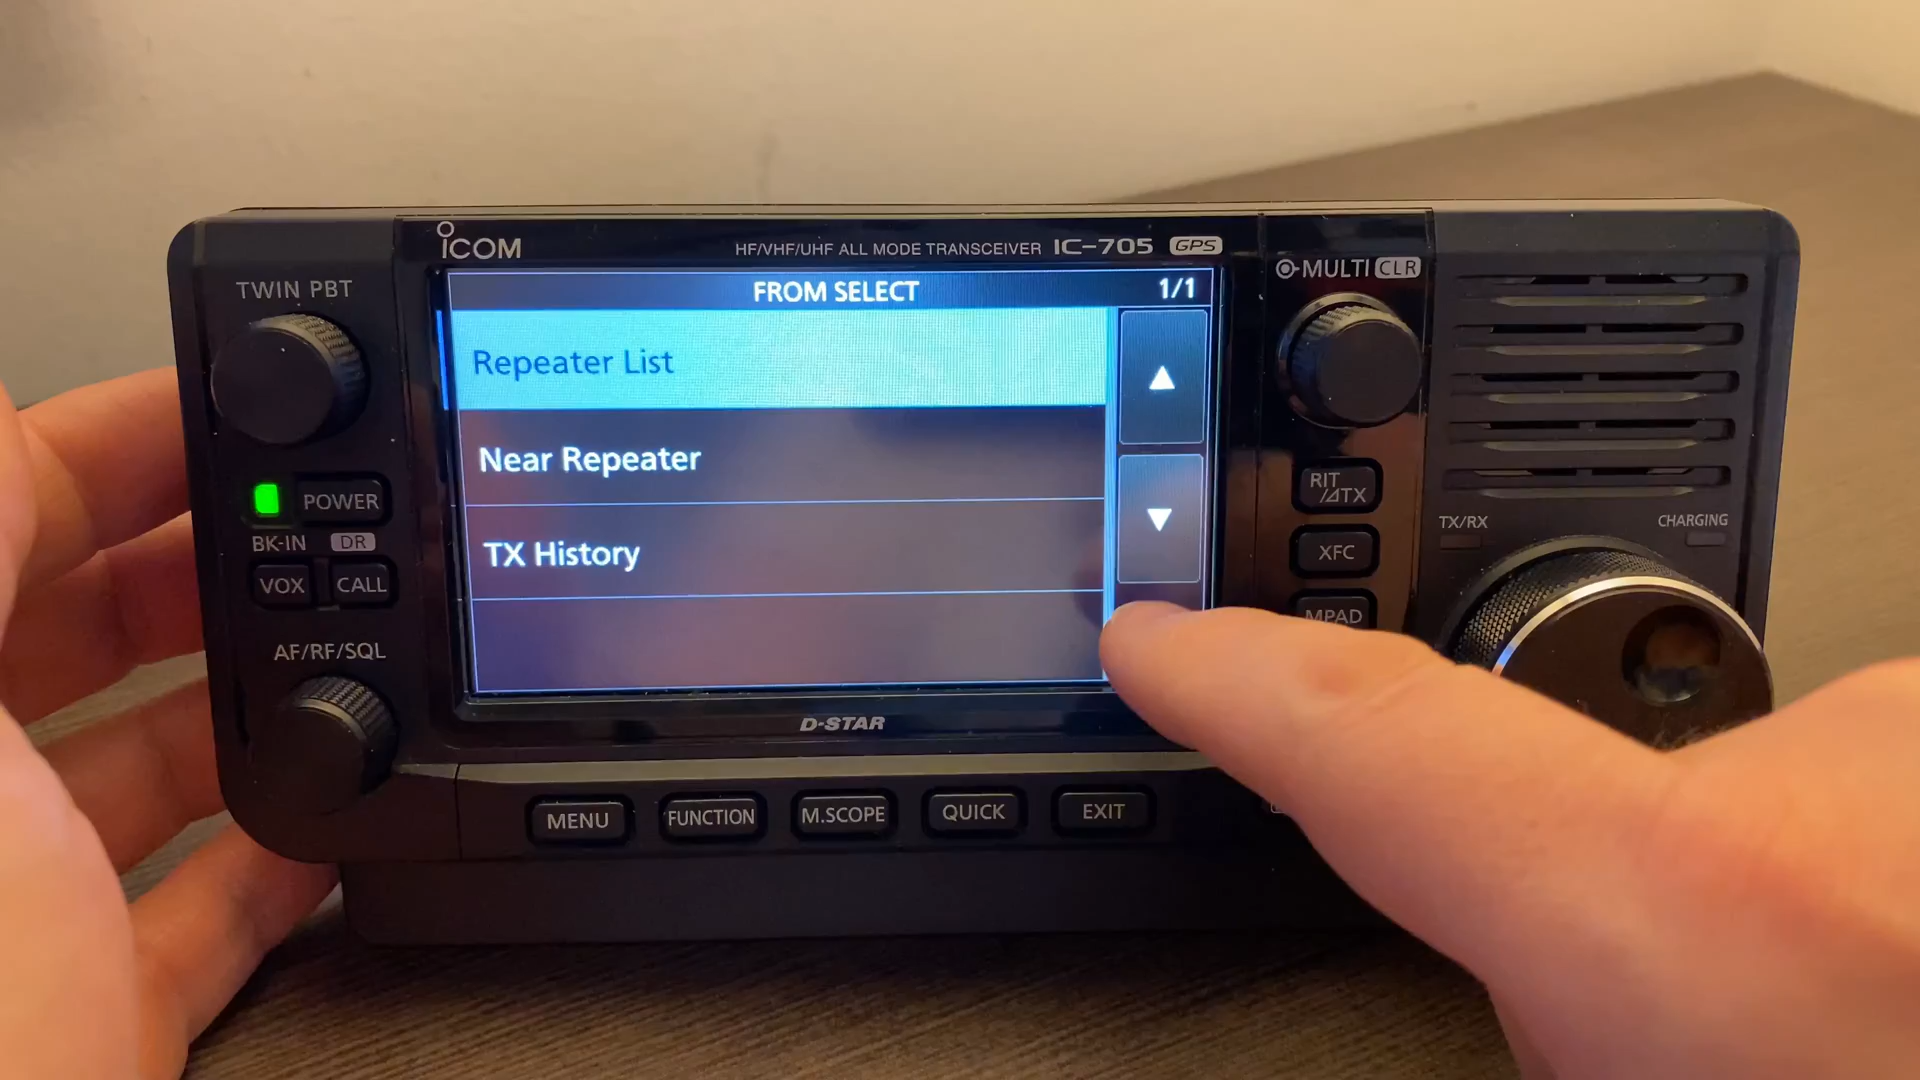 ICOM
HF/VHF/UHF ALL MODE TRANSCEIVER IC-705 GPS
TWIN PBT
MULTI CLR
FROM SELECT 1/1
Repeater List
Near Repeater
TX History
POWER
BK-IN DR
VOX CALL
AF/RF/SQL
RIT
/⊿TX
XFC
MPAD
TX/RX CHARGING
D-STAR
MENU FUNCTION M.SCOPE QUICK EXIT